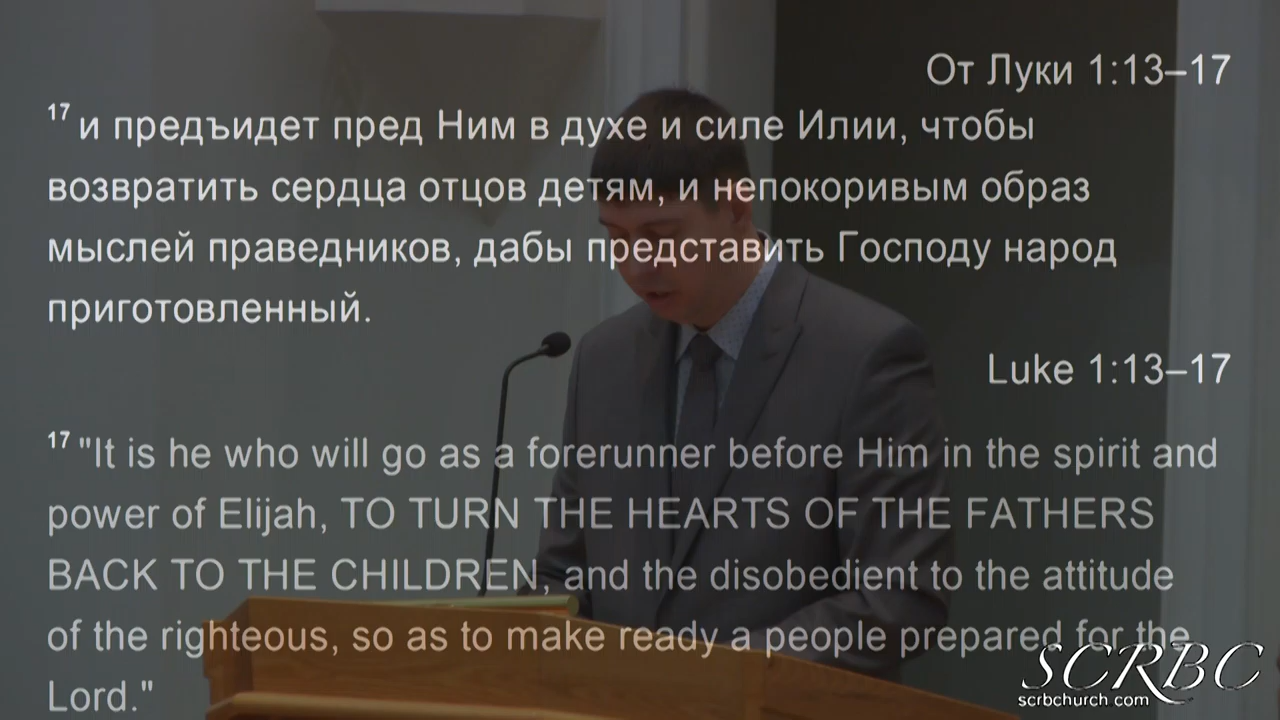 От Луки 1:13–17
17 и предъидет пред Ним в духе и силе Илии, чтобы
возвратить сердца отцов детям, и непокоривым образ
мыслей праведников, дабы представить Господу народ
приготовленный.
Luke 1:13–17
17 "It is he who will go as a forerunner before Him in the spirit and
power of Elijah, TO TURN THE HEARTS OF THE FATHERS
BACK TO THE CHILDREN, and the disobedient to the attitude
of the righteous, so as to make ready a people prepared for the
Lord."
SCRBC
scrbchurch.com